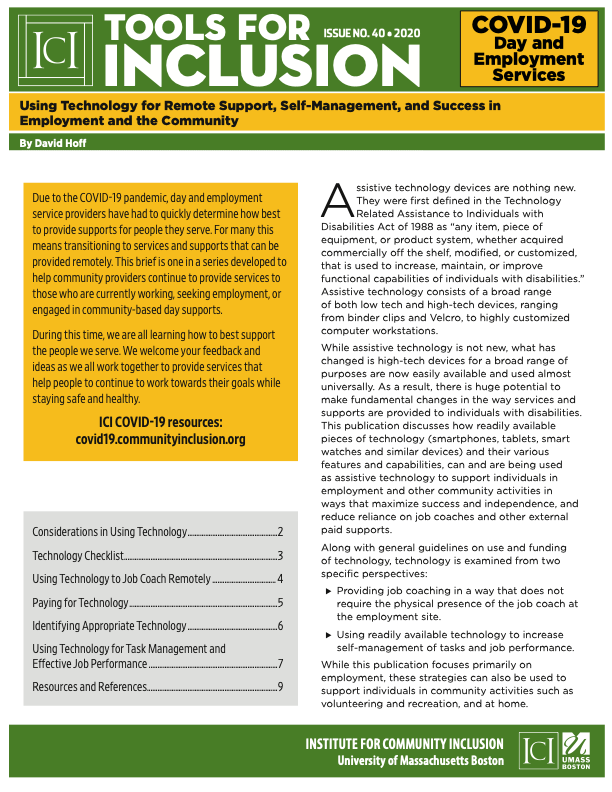 ICI
TOOLS FOR
INCLUSION
ISSUE NO. 40 • 2020
COVID-19
Day and
Employment
Services
Using Technology for Remote Support, Self-Management, and Success in
Employment and the Community
By David Hoff
Due to the COVID-19 pandemic, day and employment
service providers have had to quickly determine how best
to provide supports for people they serve. For many this
means transitioning to services and supports that can be
provided remotely. This brief is one in a series developed to
help community providers continue to provide services to
those who are currently working, seeking employment, or
engaged in community-based day supports.
During this time, we are all learning how to best support
the people we serve. We welcome your feedback and
ideas as we all work together to provide services that
help people to continue to work towards their goals while
staying safe and healthy.
ICI COVID-19 resources:
covid19.communityinclusion.org
Considerations in Using Technology.....2
Technology Checklist.....3
Using Technology to Job Coach Remotely.....4
Paying for Technology.....5
Identifying Appropriate Technology.....6
Using Technology for Task Management and
Effective Job Performance.....7
Resources and References.....9
Assistive technology devices are nothing new.
They were first defined in the Technology
Related Assistance to Individuals with
Disabilities Act of 1988 as “any item, piece of
equipment, or product system, whether acquired
commercially off the shelf, modified, or customized,
that is used to increase, maintain, or improve
functional capabilities of individuals with disabilities.”
Assistive technology consists of a broad range
of both low tech and high-tech devices, ranging
from binder clips and Velcro, to highly customized
computer workstations.
While assistive technology is not new, what has
changed is high-tech devices for a broad range of
purposes are now easily available and used almost
universally. As a result, there is huge potential to
make fundamental changes in the way services and
supports are provided to individuals with disabilities.
This publication discusses how readily available
pieces of technology (smartphones, tablets, smart
watches and similar devices) and their various
features and capabilities, can and are being used
as assistive technology to support individuals in
employment and other community activities in
ways that maximize success and independence, and
reduce reliance on job coaches and other external
paid supports.
Along with general guidelines on use and funding
of technology, technology is examined from two
specific perspectives:
▶ Providing job coaching in a way that does not
require the physical presence of the job coach at
the employment site.
▶ Using readily available technology to increase
self-management of tasks and job performance.
While this publication focuses primarily on
employment, these strategies can also be used to
support individuals in community activities such as
volunteering and recreation, and at home.
INSTITUTE FOR COMMUNITY INCLUSION
University of Massachusetts Boston
ICI
UMASS
BOSTON